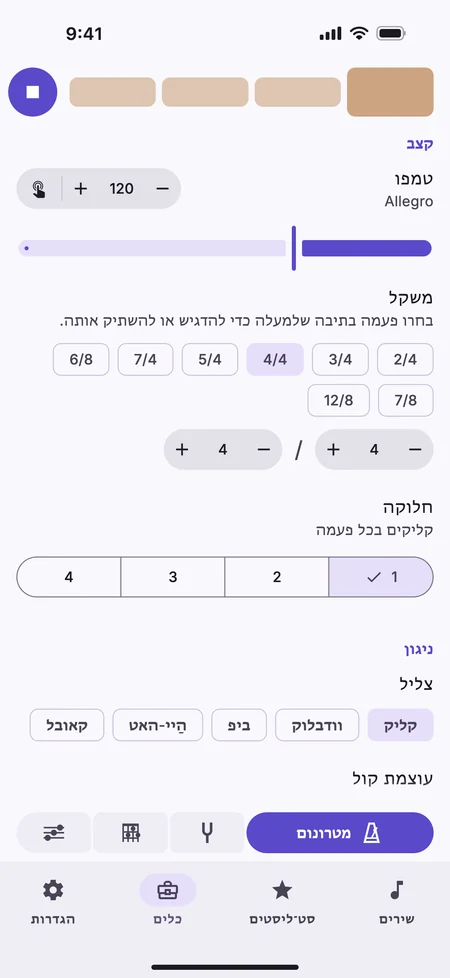 9:41
קצב
טמפו
Allegro
− 120 +
משקל
בחרו פעמה בתיבה שלמעלה כדי להדגיש או להשתיק אותה.
2/4 3/4 4/4 5/4 7/4 6/8
7/8 12/8
− 4 + / − 4 +
חלוקה
קליקים בכל פעמה
1 2 3 4
ניגון
צליל
קליק וודבלוק ביפ הַיי-האט קאובל
עוצמת קול
מטרונום
שירים סט־ליסטים כלים הגדרות